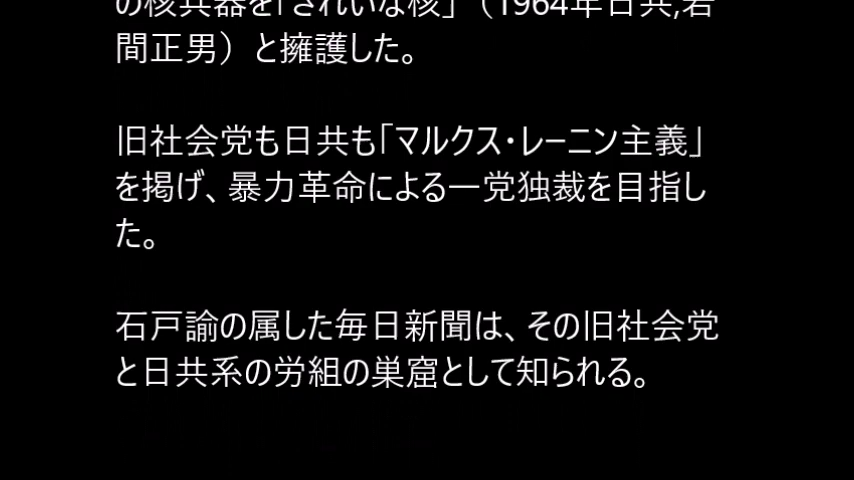 の核兵器を「きれいな核」（1964年日共,岩
間正男）と擁護した。
旧社会党も日共も「マルクス・レーニン主義」
を掲げ、暴力革命による一党独裁を目指し
た。
石戸諭の属した毎日新聞は、その旧社会党
と日共系の労組の巣窟として知られる。